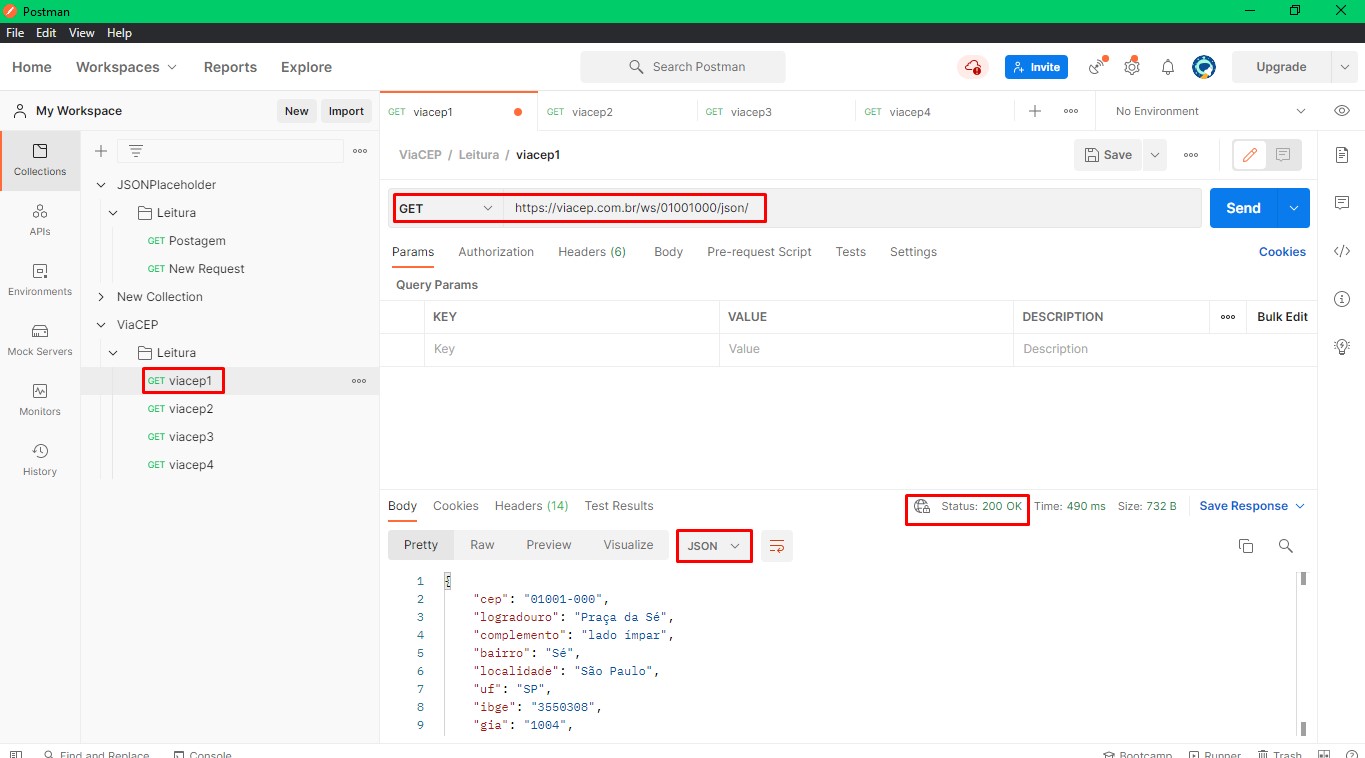 Postman
File Edit View Help
Home Workspaces Reports Explore Search Postman Invite Upgrade
My Workspace New Import
GET viacep1 GET viacep2 GET viacep3 GET viacep4 No Environment
Collections
APIs
Environments
Mock Servers
Monitors
History
JSONPlaceholder
Leitura
GET Postagem
GET New Request
New Collection
ViaCEP
Leitura
GET viacep1
GET viacep2
GET viacep3
GET viacep4
ViaCEP / Leitura / viacep1 Save
GET https://viacep.com.br/ws/01001000/json/ Send
Params Authorization Headers (6) Body Pre-request Script Tests Settings Cookies
Query Params
KEY VALUE DESCRIPTION Bulk Edit
Key Value Description
Body Cookies Headers (14) Test Results Status: 200 OK Time: 490 ms Size: 732 B Save Response
Pretty Raw Preview Visualize JSON
1 {
2 "cep": "01001-000",
3 "logradouro": "Praça da Sé",
4 "complemento": "lado ímpar",
5 "bairro": "Sé",
6 "localidade": "São Paulo",
7 "uf": "SP",
8 "ibge": "3550308",
9 "gia": "1004",
Find and Replace Console Bootcamp Runner Trash